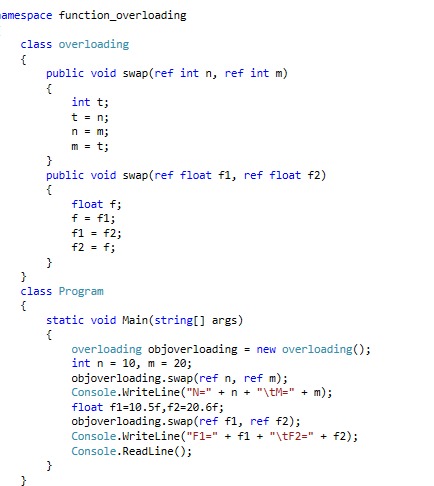 amespace function_overloading
class overloading
{
public void swap(ref int n, ref int m)
{
int t;
t = n;
n = m;
m = t;
}
public void swap(ref float f1, ref float f2)
{
float f;
f = f1;
f1 = f2;
f2 = f;
}
}
class Program
{
static void Main(string[] args)
{
overloading objoverloading = new overloading();
int n = 10, m = 20;
objoverloading.swap(ref n, ref m);
Console.WriteLine("N=" + n + "\tM=" + m);
float f1=10.5f,f2=20.6f;
objoverloading.swap(ref f1, ref f2);
Console.WriteLine("F1=" + f1 + "\tF2=" + f2);
Console.ReadLine();
}
}